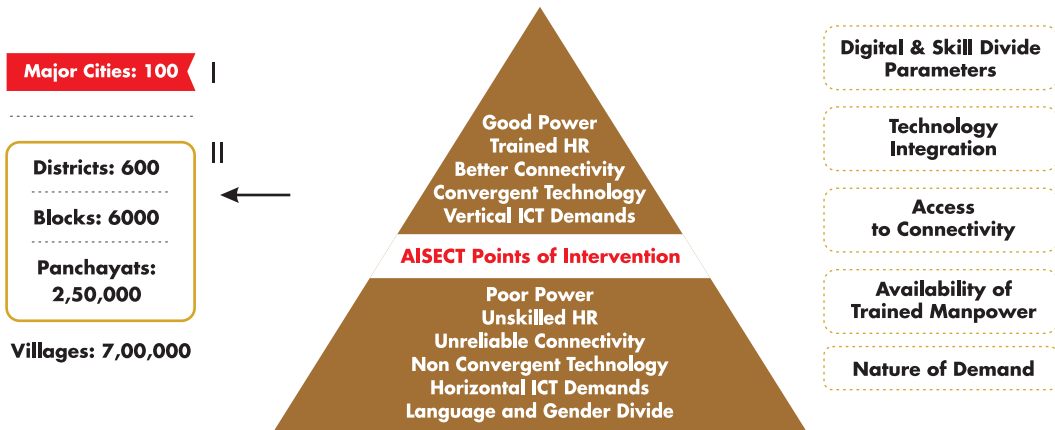 Major Cities: 100
I
II
Districts: 600
Blocks: 6000
Panchayats:
2,50,000
Villages: 7,00,000
Good Power
Trained HR
Better Connectivity
Convergent Technology
Vertical ICT Demands
AISECT Points of Intervention
Poor Power
Unskilled HR
Unreliable Connectivity
Non Convergent Technology
Horizontal ICT Demands
Language and Gender Divide
Digital & Skill Divide
Parameters
Technology
Integration
Access
to Connectivity
Availability of
Trained Manpower
Nature of Demand